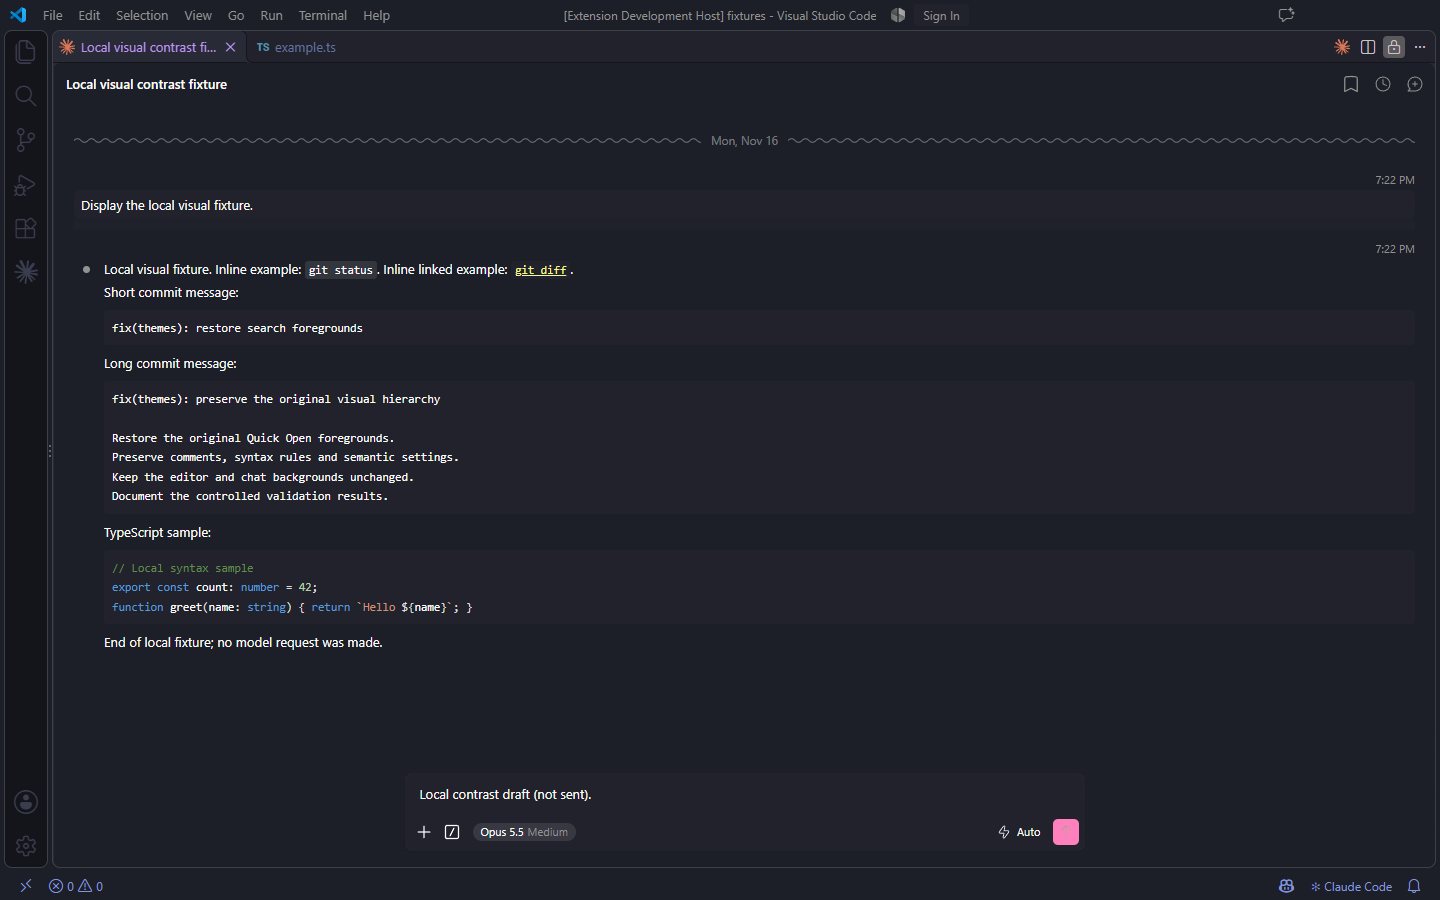 File Edit Selection View Go Run Terminal Help
[Extension Development Host] fixtures - Visual Studio Code
Sign In
Local visual contrast fi...
TS example.ts
Local visual contrast fixture
Mon, Nov 16
7:22 PM
Display the local visual fixture.
7:22 PM
Local visual fixture. Inline example: git status. Inline linked example: git diff.
Short commit message:
fix(themes): restore search foregrounds
Long commit message:
fix(themes): preserve the original visual hierarchy
Restore the original Quick Open foregrounds.
Preserve comments, syntax rules and semantic settings.
Keep the editor and chat backgrounds unchanged.
Document the controlled validation results.
TypeScript sample:
// Local syntax sample
export const count: number = 42;
function greet(name: string) { return `Hello ${name}`; }
End of local fixture; no model request was made.
Local contrast draft (not sent).
Opus 5.5 Medium
Auto
0 0
Claude Code